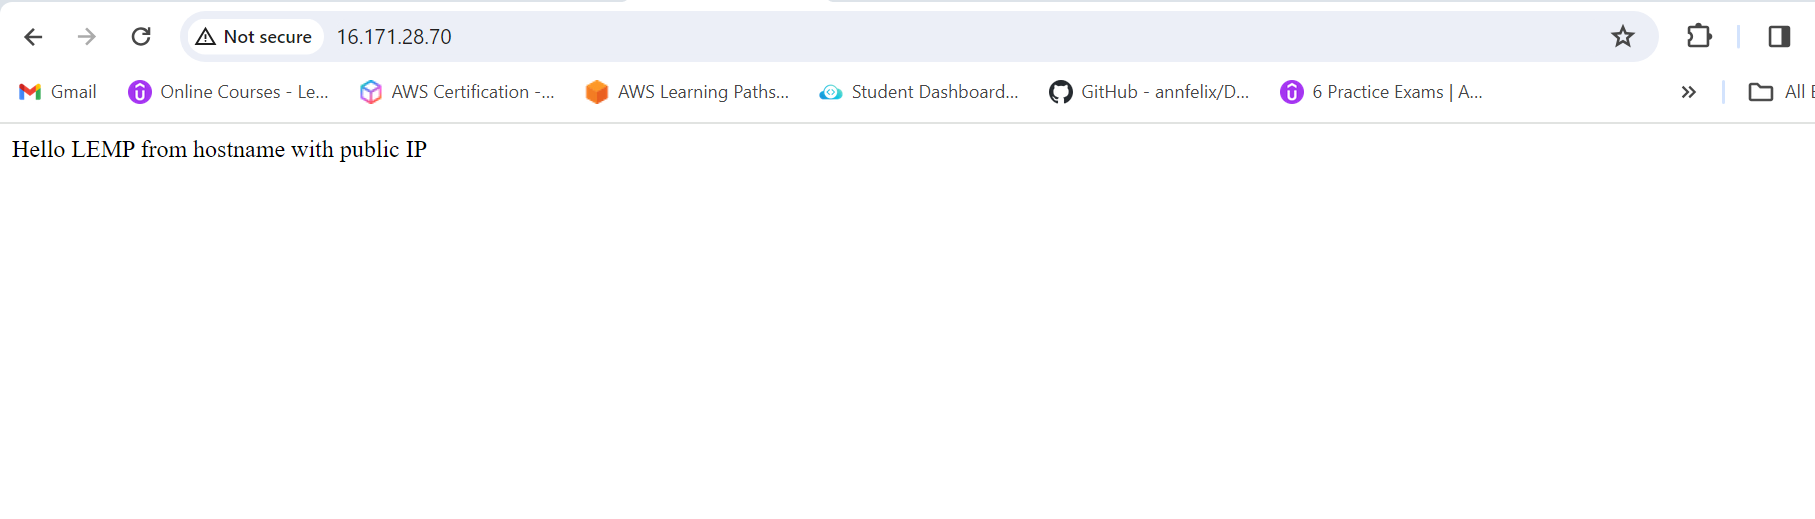 Not secure 16.171.28.70
Gmail Online Courses - Le... AWS Certification -... AWS Learning Paths... Student Dashboard... GitHub - annfelix/D... 6 Practice Exams | A... » All
Hello LEMP from hostname with public IP